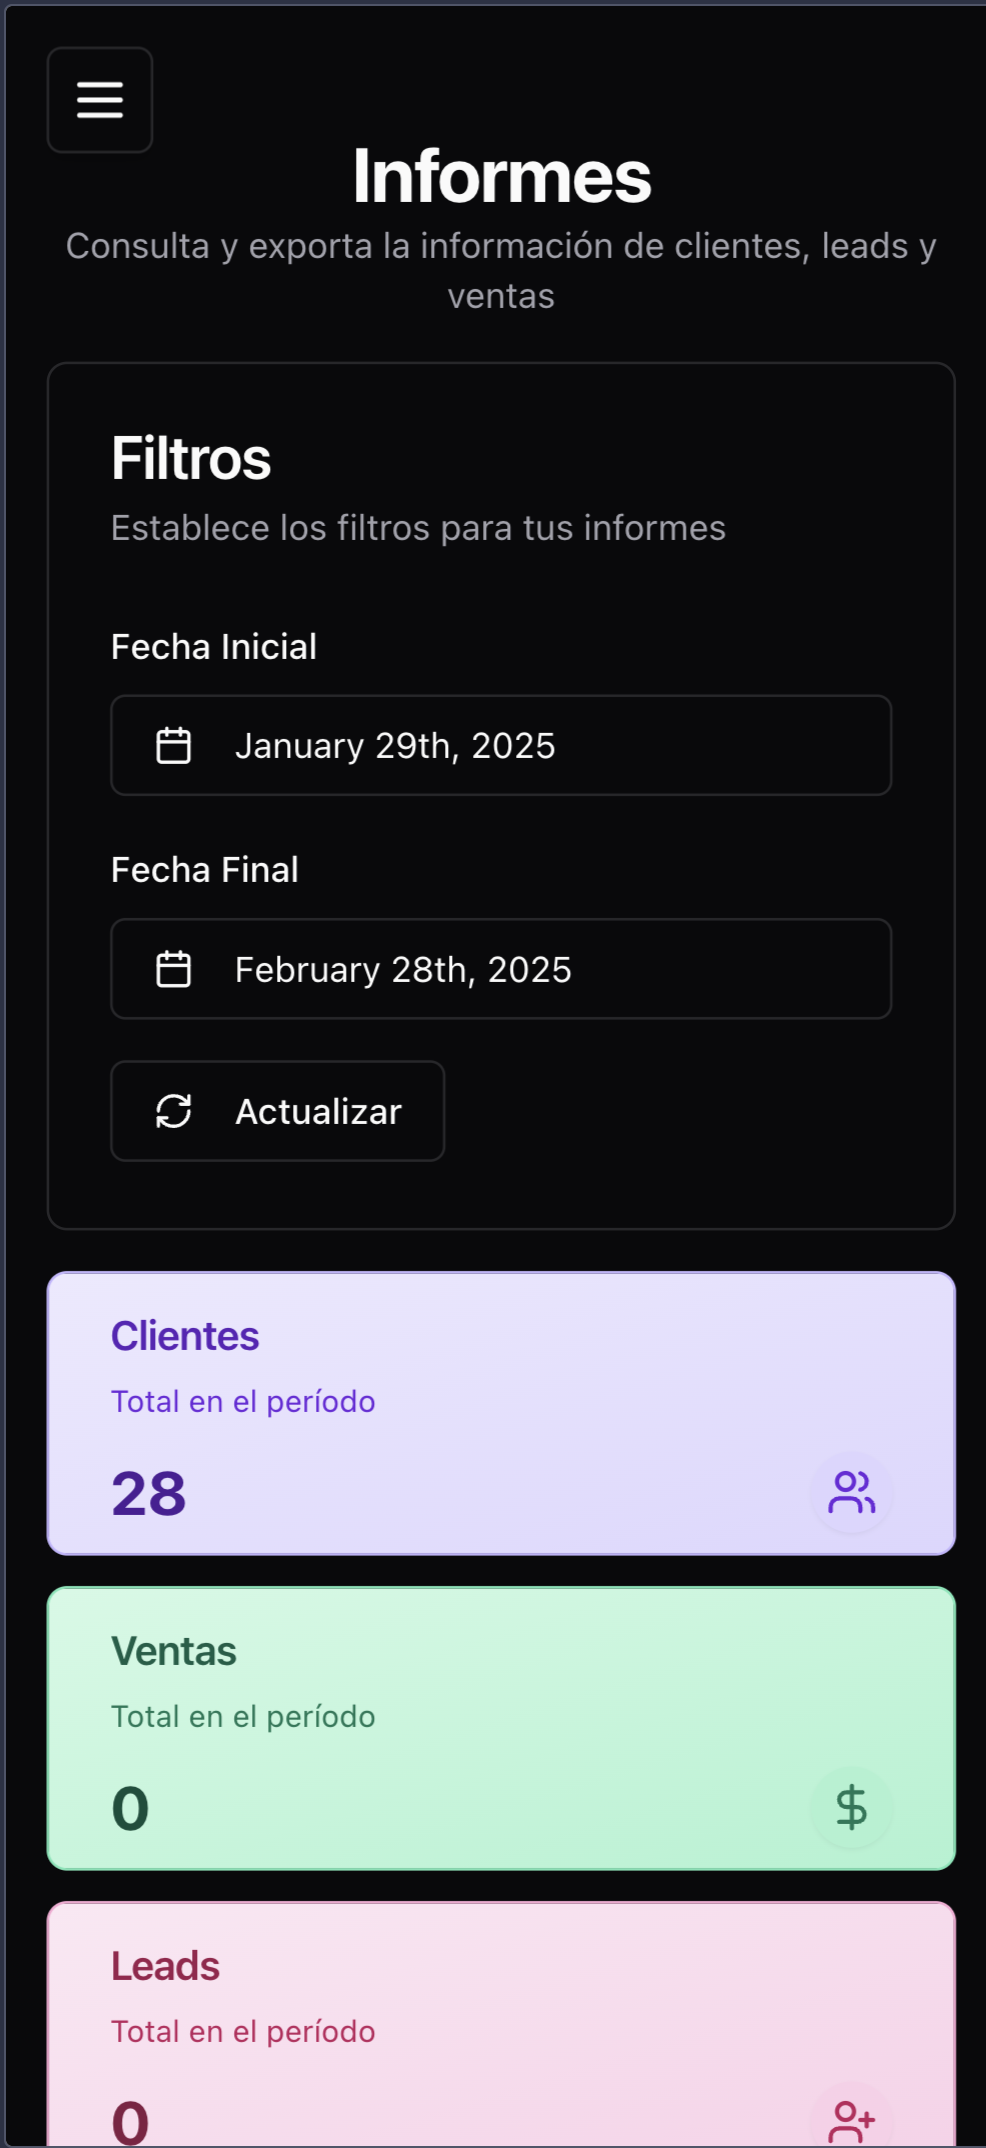 Informes
Consulta y exporta la información de clientes, leads y
ventas
Filtros
Establece los filtros para tus informes
Fecha Inicial
January 29th, 2025
Fecha Final
February 28th, 2025
Actualizar
Clientes
Total en el período
28
Ventas
Total en el período
0
Leads
Total en el período
0